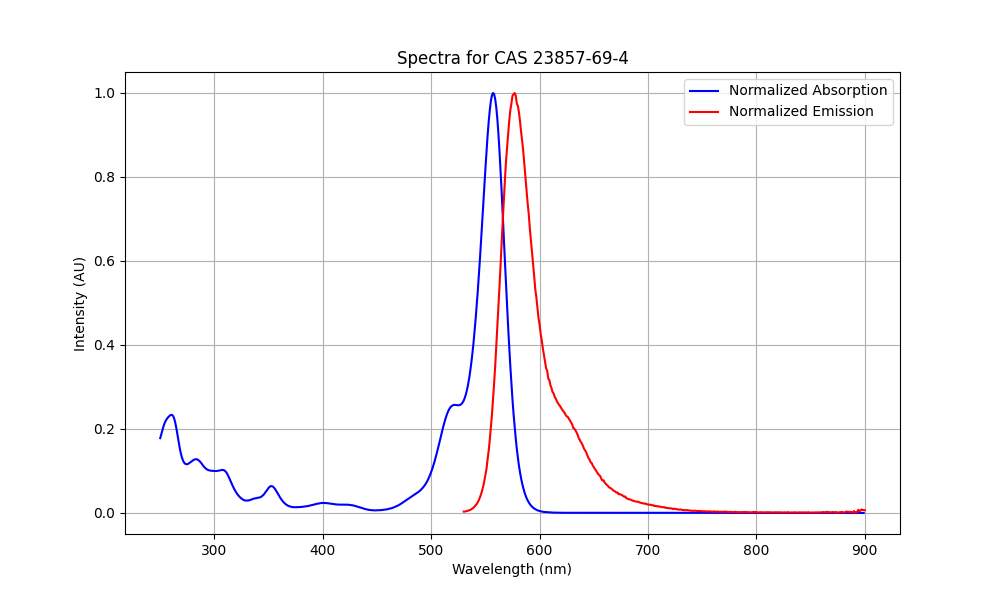 Spectra for CAS 23857-69-4
Normalized Absorption
Normalized Emission
1.0
0.8
0.6
0.4
0.2
0.0
Intensity (AU)
300 400 500 600 700 800 900
Wavelength (nm)